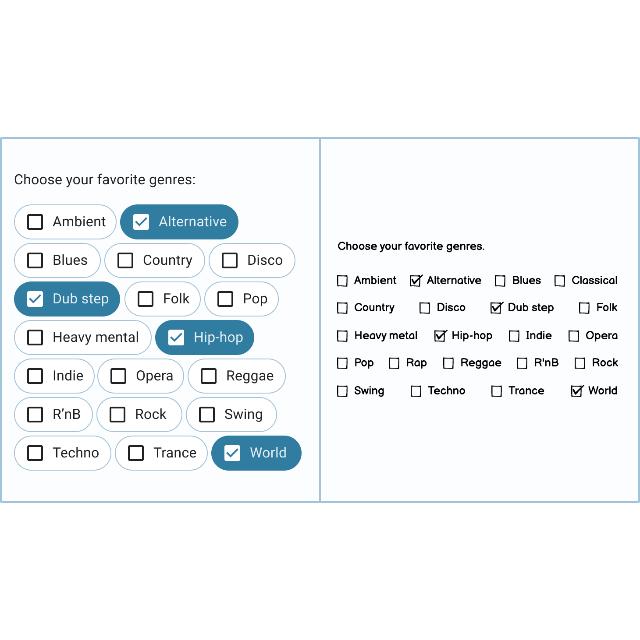 Choose your favorite genres:
Ambient Alternative
Blues Country Disco
Dub step Folk Pop
Heavy mental Hip-hop
Indie Opera Reggae
R'nB Rock Swing
Techno Trance World
Choose your favorite genres.
Ambient Alternative Blues Classical
Country Disco Dub step Folk
Heavy metal Hip-hop Indie Opera
Pop Rap Reggae R'nB Rock
Swing Techno Trance World